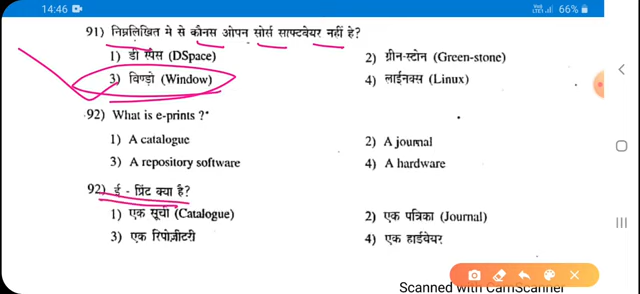 14:46
66%
91) निम्नलिखित मे से कौनस ओपन सोर्स साफ्टवेयर नहीं हे?
1) डी स्पेस (DSpace)
2) ग्रीन-स्टोन (Green-stone)
3) विण्ड़ो (Window)
4) लाईनक्स (Linux)
92) What is e-prints ?
1) A catalogue
2) A journal
3) A repository software
4) A hardware
92) ई - प्रिंट क्या है?
1) एक सूची (Catalogue)
2) एक पत्रिका (Journal)
3) एक रिपोज़ीटरी
4) एक हार्डवेयर
Scanned with CamScanner